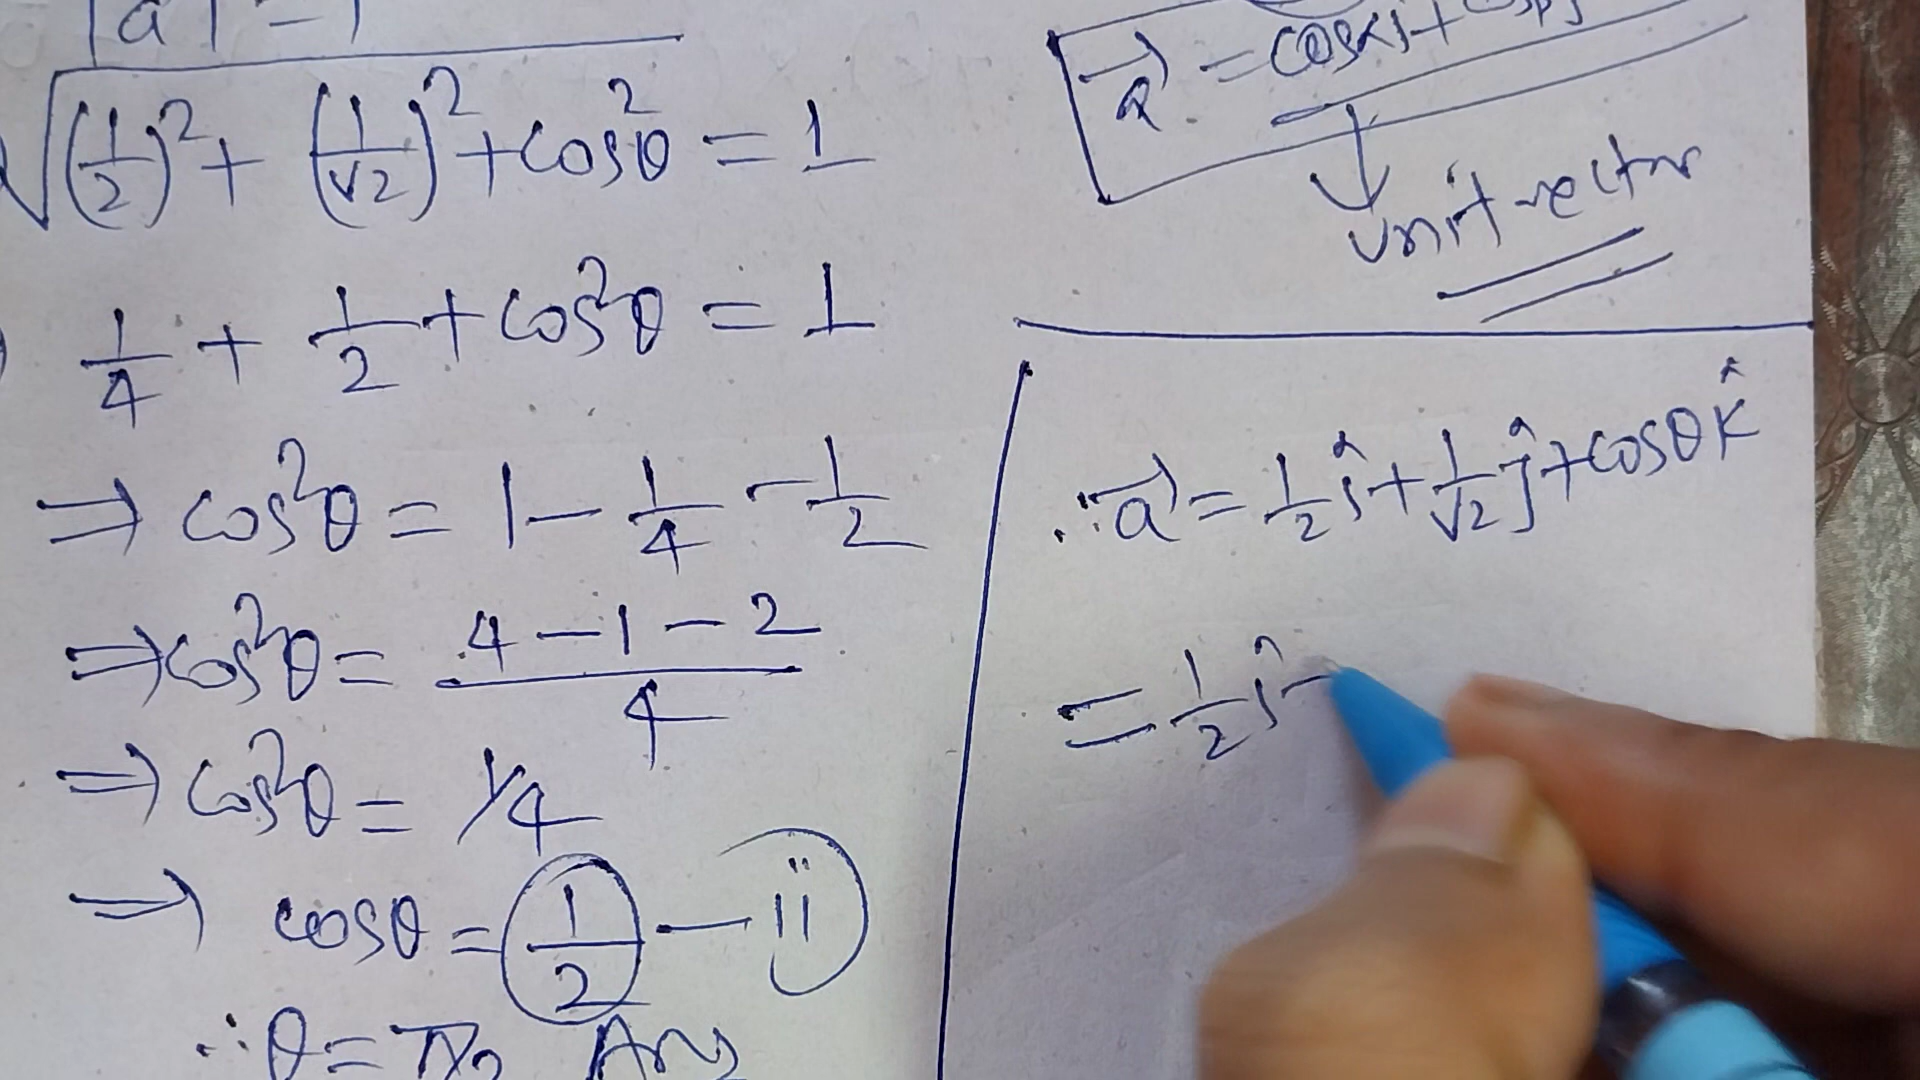 |a| = 1
√(1/2)² + (1/√2)² + cos²θ = 1
1/4 + 1/2 + cos²θ = 1
⇒ cos²θ = 1 − 1/4 − 1/2
⇒ cos²θ = (4 − 1 − 2)/4
⇒ cos²θ = 1/4
⇒ cosθ = 1/2 — ii)
∴ θ = π/3 Ans
a⃗ = cosα î +
unit vector
∴ a⃗ = 1/2 î + 1/√2 ĵ + cosθ k̂
= 1/2 î